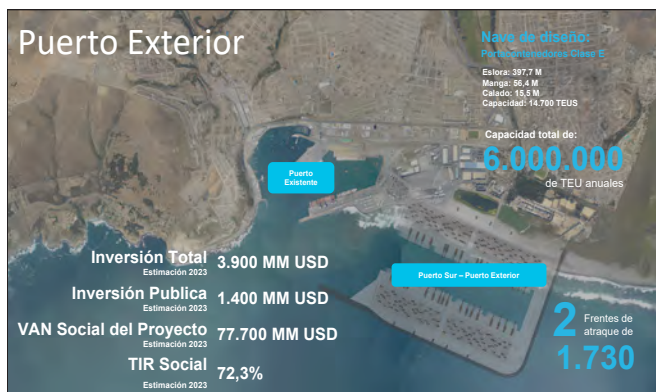 Puerto Exterior
Nave de diseño:
Portacontenedores Clase E
Eslora: 397,7 M
Manga: 56,4 M
Calado: 15,5 M
Capacidad: 14.700 TEUS
Capacidad total de:
6.000.000
de TEU anuales
Puerto
Existente
Puerto Sur – Puerto Exterior
Inversión Total 3.900 MM USD
Estimación 2023
Inversión Publica 1.400 MM USD
Estimación 2023
VAN Social del Proyecto 77.700 MM USD
Estimación 2023
TIR Social 72,3%
Estimación 2023
2 Frentes de
atraque de
1.730